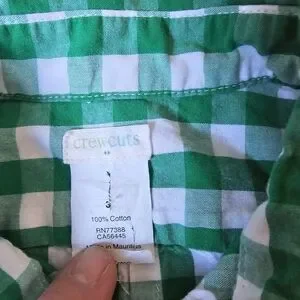 crewcuts
100% Cotton
RN77388
CA56445
in Mauritius